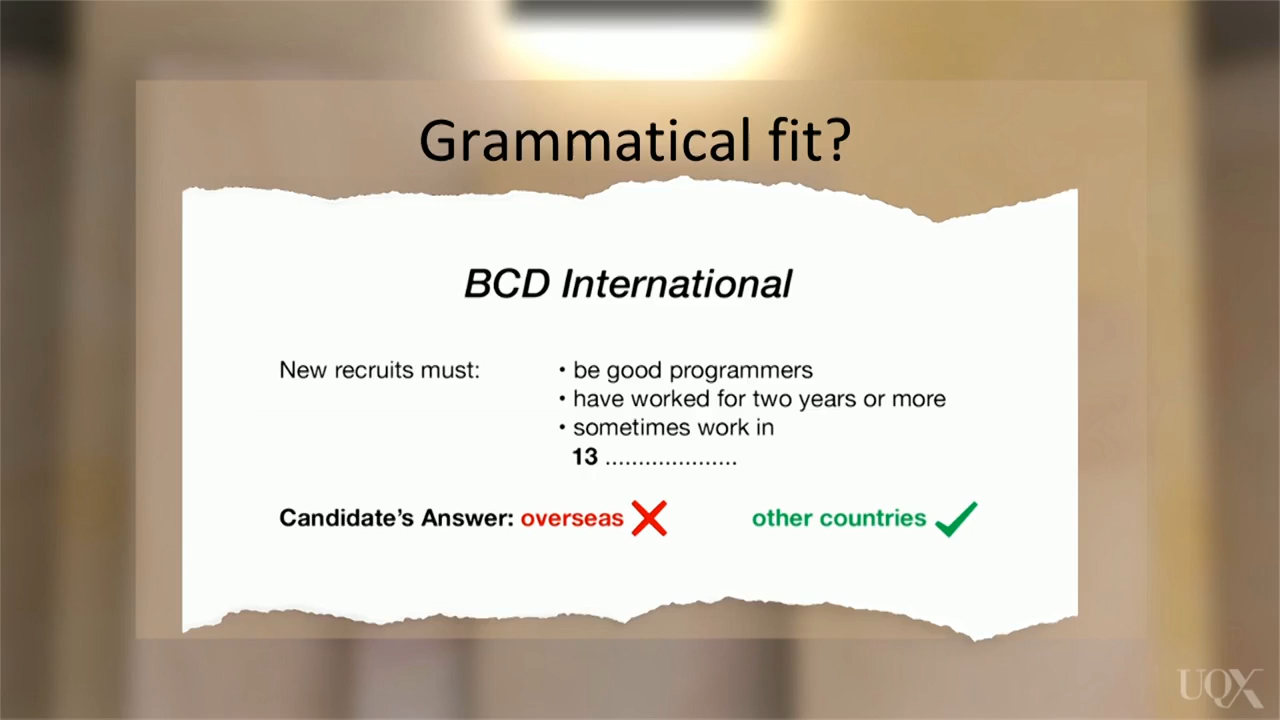 Grammatical fit?
BCD International
New recruits must:
• be good programmers
• have worked for two years or more
• sometimes work in
13 ....................
Candidate's Answer: overseas ✗ other countries ✓
UQX